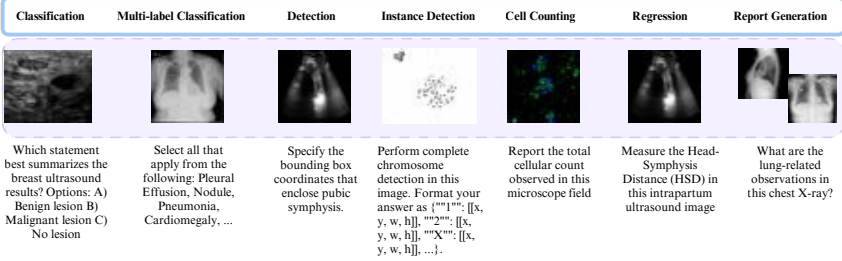 Classification
Multi-label Classification
Detection
Instance Detection
Cell Counting
Regression
Report Generation
Which statement
best summarizes the
breast ultrasound
results? Options: A)
Benign lesion B)
Malignant lesion C)
No lesion
Select all that
apply from the
following: Pleural
Effusion, Nodule,
Pneumonia,
Cardiomegaly, ...
Specify the
bounding box
coordinates that
enclose pubic
symphysis.
Perform complete
chromosome
detection in this
image. Format your
answer as {""1"": [[x,
y, w, h]], ""2"": [[x,
y, w, h]], ""X"": [[x,
y, w, h]], ...}.
Report the total
cellular count
observed in this
microscope field
Measure the Head-
Symphysis
Distance (HSD) in
this intrapartum
ultrasound image
What are the
lung-related
observations in
this chest X-ray?